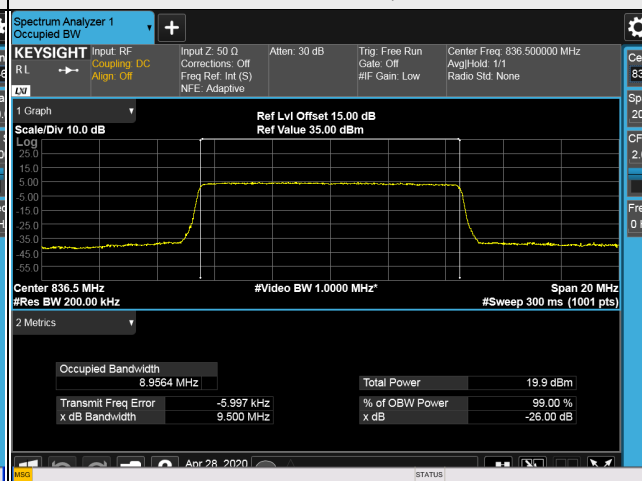 Spectrum Analyzer 1
Occupied BW
KEYSIGHT
R L
LXI
Input: RF
Coupling: DC
Align: Off
Input Z: 50 Ω
Corrections: Off
Freq Ref: Int (S)
NFE: Adaptive
Atten: 30 dB
Trig: Free Run
Gate: Off
#IF Gain: Low
Center Freq: 836.500000 MHz
Avg|Hold: 1/1
Radio Std: None
1 Graph
Scale/Div 10.0 dB
Ref Lvl Offset 15.00 dB
Ref Value 35.00 dBm
Log
25.0
15.0
5.00
-5.00
-15.0
-25.0
-35.0
-45.0
-55.0
Center 836.5 MHz
#Video BW 1.0000 MHz*
Span 20 MHz
#Res BW 200.00 kHz
#Sweep 300 ms (1001 pts)
2 Metrics
Occupied Bandwidth
8.9564 MHz
Total Power 19.9 dBm
Transmit Freq Error -5.997 kHz
% of OBW Power 99.00 %
x dB Bandwidth 9.500 MHz
x dB -26.00 dB
Apr 28, 2020
MSG
STATUS